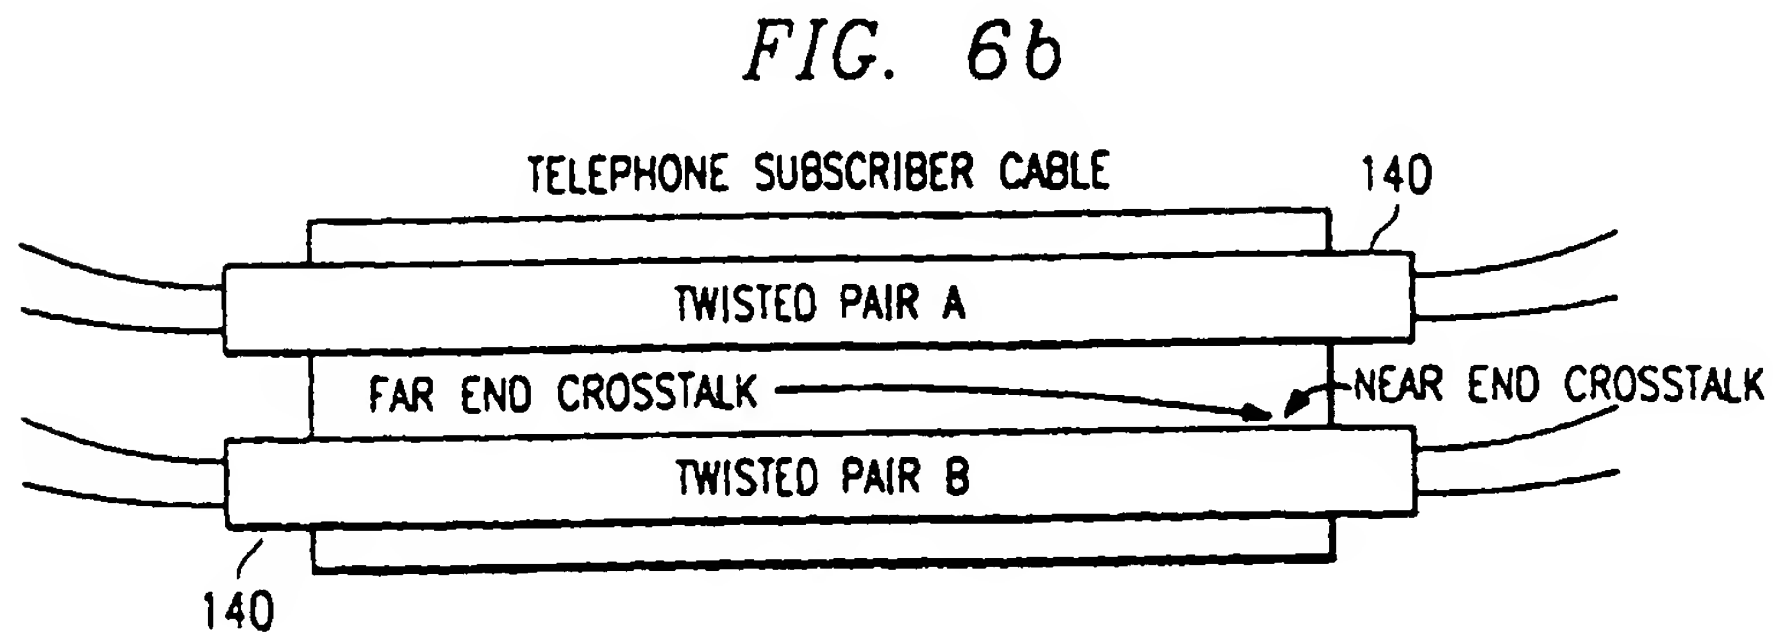 FIG. 6b
TELEPHONE SUBSCRIBER CABLE
140
TWISTED PAIR A
FAR END CROSSTALK
NEAR END CROSSTALK
TWISTED PAIR B
140